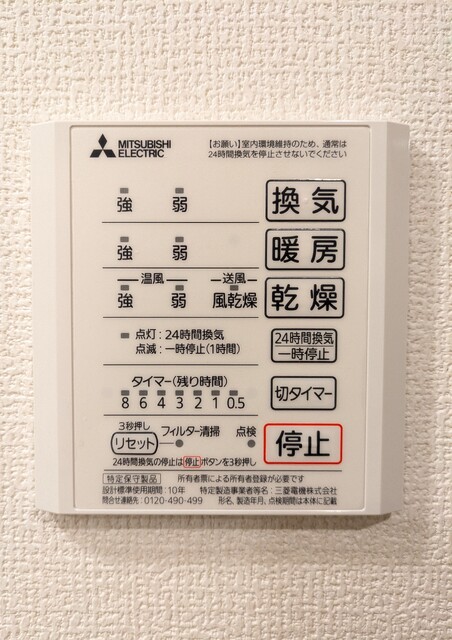 MITSUBISHI
ELECTRIC
【お願い】室内環境維持のため、通常は
24時間換気を停止させないでください
強 弱 換気
強 弱 暖房
温風 送風
強 弱 風乾燥 乾燥
点灯:24時間換気
点滅:一時停止(1時間)
24時間換気
一時停止
タイマー(残り時間)
8 6 4 3 2 1 0.5
切タイマー
3秒押し
リセット フィルター清掃 点検
停止
24時間換気の停止は停止ボタンを3秒押し
特定保守製品 所有者票による所有者登録が必要です
設計標準使用期間:10年 特定製造事業者等名:三菱電機株式会社
問合せ連絡先:0120-490-499 形名、製造年月、点検期間は本体に記載